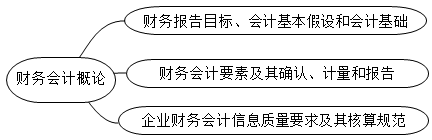 财务会计概论
财务报告目标、会计基本假设和会计基础
财务会计要素及其确认、计量和报告
企业财务会计信息质量要求及其核算规范